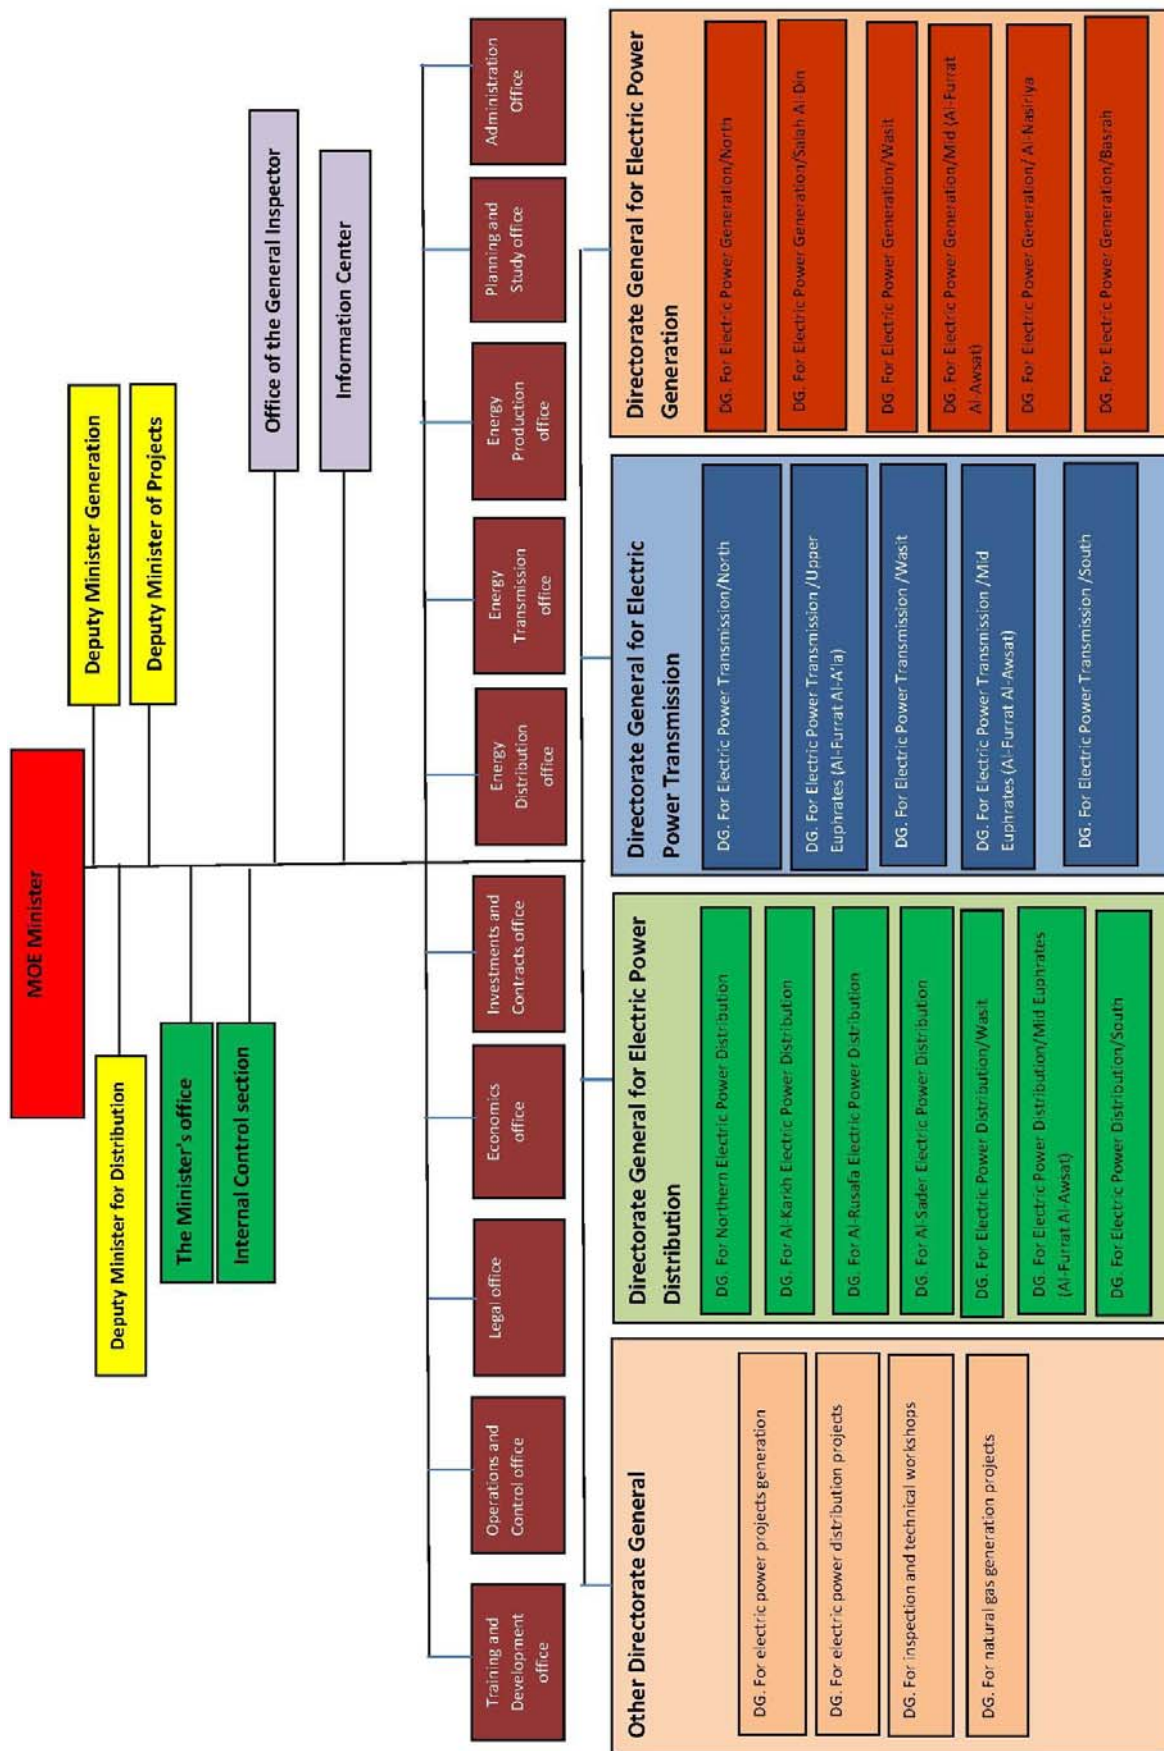 MOE Minister
Deputy Minister for Distribution
Deputy Minister Generation
Deputy Minister of Projects
The Minister's office
Internal Control section
Office of the General Inspector
Information Center
Training and
Development
office
Operations and
Control office
Legal office
Economics
office
Investments and
Contracts office
Energy
Distribution
office
Energy
Transmission
office
Energy
Production
office
Planning and
Study office
Administration
Office
Other Directorate General
DG. For electric power projects generation
DG. For electric power distribution projects
DG. For inspection and technical workshops
DG. For natural gas generation projects
Directorate General for Electric Power
Distribution
DG. For Northern Electric Power Distribution
DG. For Al-Karkh Electric Power Distribution
DG. For Al-Rusafa Electric Power Distribution
DG. For Al-Sader Electric Power Distribution
DG. For Electric Power Distribution/Wasit
DG. For Electric Power Distribution/Mid Euphrates
(Al-Furrat Al-Awsat)
DG. For Electric Power Distribution/South
Directorate General for Electric
Power Transmission
DG. For Electric Power Transmission/North
DG. For Electric Power Transmission /Upper
Euphrates (Al-Furrat Al-A'la)
DG. For Electric Power Transmission /Wasit
DG. For Electric Power Transmission /Mid
Euphrates (Al-Furrat Al-Awsat)
DG. For Electric Power Transmission /South
Directorate General for Electric Power
Generation
DG. For Electric Power Generation/North
DG. For Electric Power Generation/Salah Al-Din
DG. For Electric Power Generation/Wasit
DG. For Electric Power Generation/Mid (Al-Furrat
Al-Awsat)
DG. For Electric Power Generation/ Al-Nasiriya
DG. For Electric Power Generation/Basrah